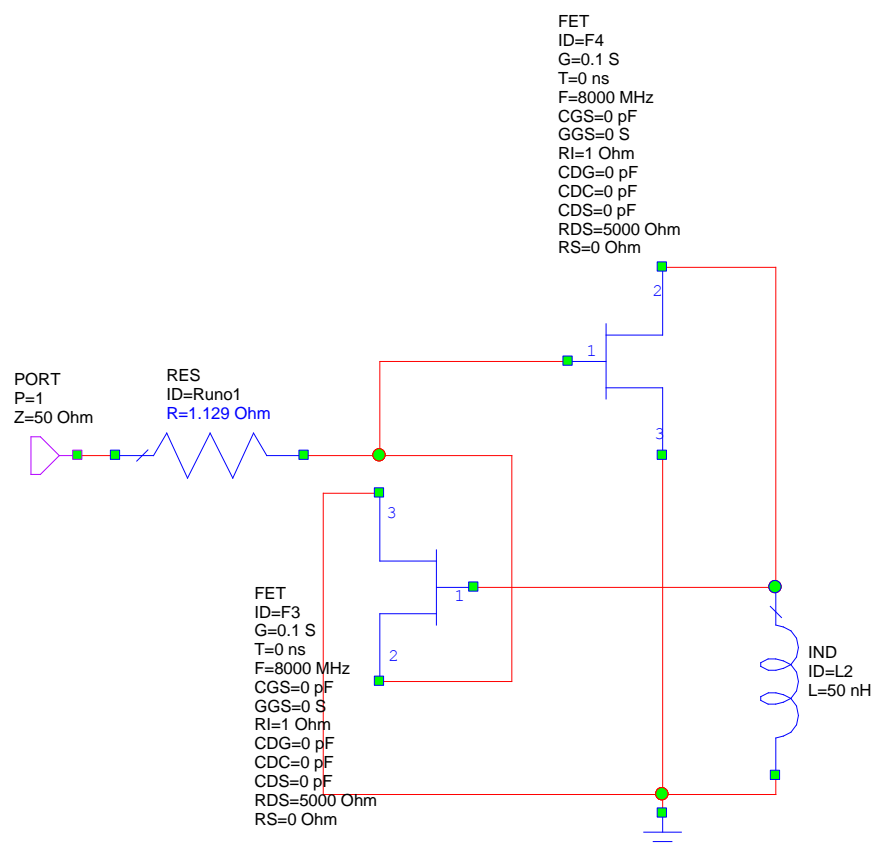 FET
ID=F4
G=0.1 S
T=0 ns
F=8000 MHz
CGS=0 pF
GGS=0 S
RI=1 Ohm
CDG=0 pF
CDC=0 pF
CDS=0 pF
RDS=5000 Ohm
RS=0 Ohm
2
1
3
PORT
P=1
Z=50 Ohm
RES
ID=Runo1
R=1.129 Ohm
3
1
2
FET
ID=F3
G=0.1 S
T=0 ns
F=8000 MHz
CGS=0 pF
GGS=0 S
RI=1 Ohm
CDG=0 pF
CDC=0 pF
CDS=0 pF
RDS=5000 Ohm
RS=0 Ohm
IND
ID=L2
L=50 nH